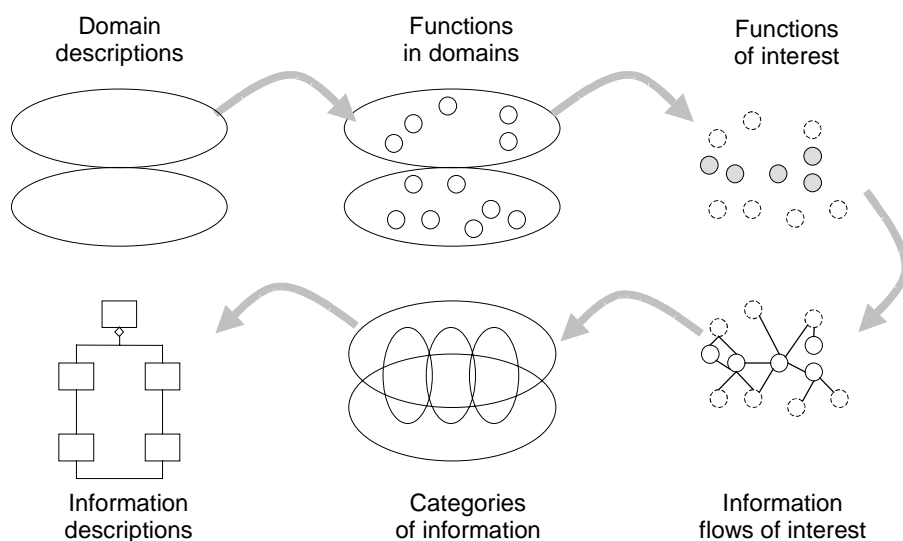 Domain
descriptions
Functions
in domains
Functions
of interest
Information
descriptions
Categories
of information
Information
flows of interest